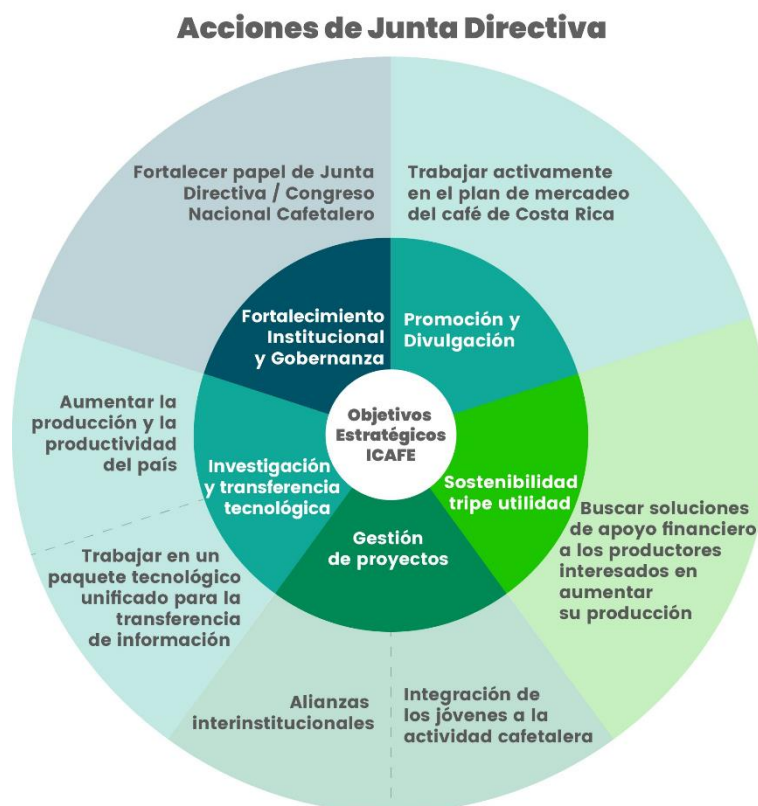 Acciones de Junta Directiva
Fortalecer papel de Junta
Directiva / Congreso
Nacional Cafetalero
Trabajar activamente
en el plan de mercadeo
del café de Costa Rica
Fortalecimiento
Institucional
y Gobernanza
Promoción y
Divulgación
Objetivos
Estratégicos
ICAFE
Aumentar la
producción y la
productividad
del país
Investigación
y transferencia
tecnológica
Sostenibilidad
tripe utilidad
Gestión
de proyectos
Buscar soluciones
de apoyo financiero
a los productores
interesados en
aumentar
su producción
Trabajar en un
paquete tecnológico
unificado para la
transferencia
de información
Alianzas
interinstitucionales
Integración de
los jóvenes a la
actividad cafetalera